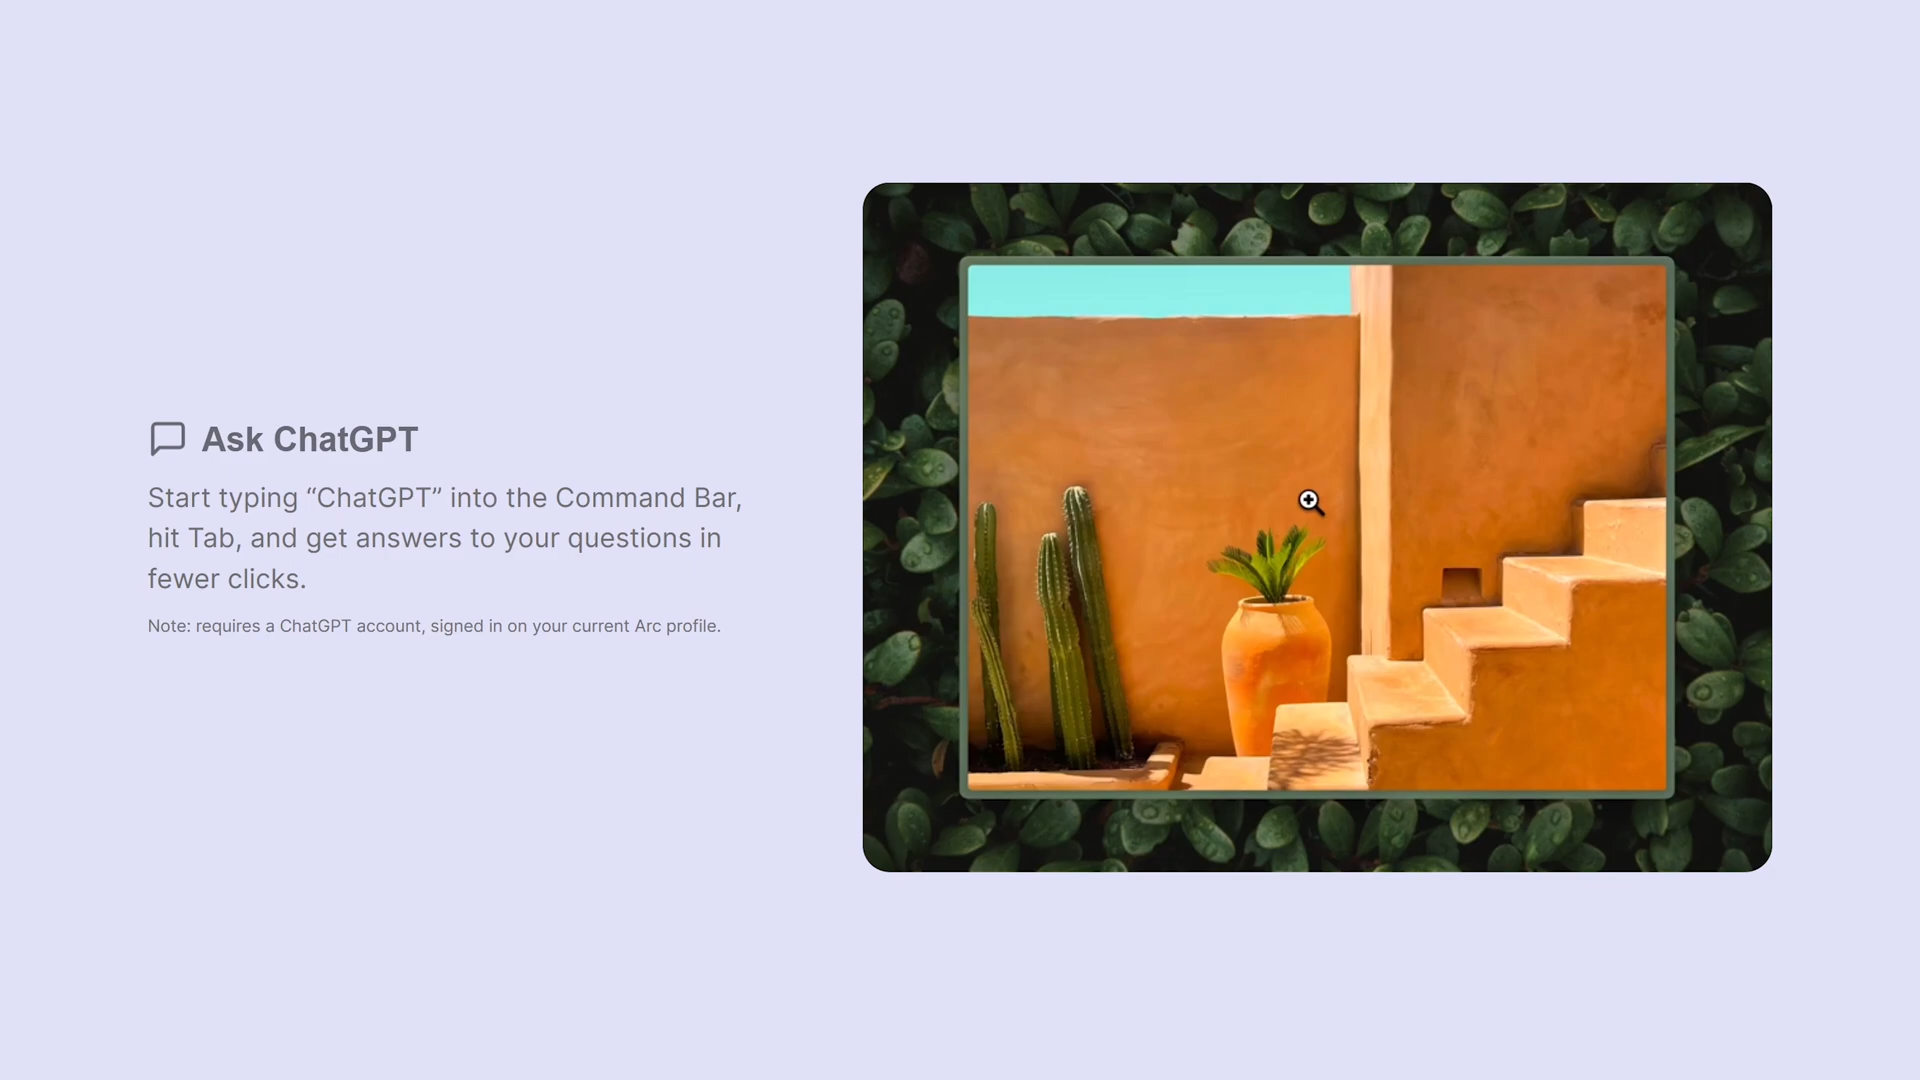 Ask ChatGPT
Start typing “ChatGPT” into the Command Bar,
hit Tab, and get answers to your questions in
fewer clicks.
Note: requires a ChatGPT account, signed in on your current Arc profile.